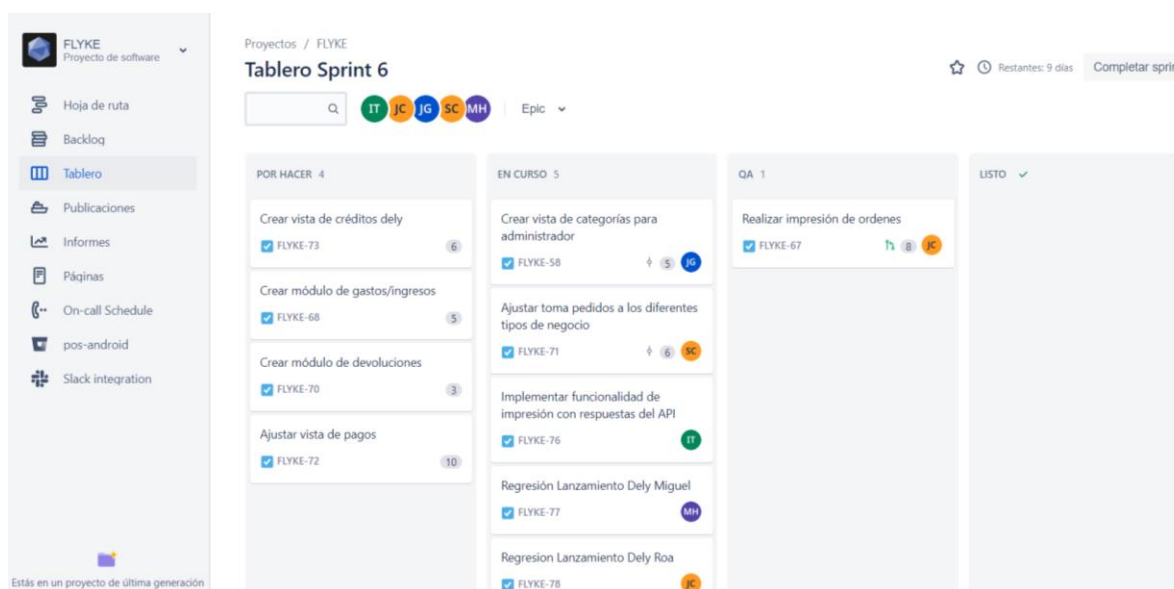 FLYKE
Proyecto de software
Hoja de ruta
Backlog
Tablero
Publicaciones
Informes
Páginas
On-call Schedule
pos-android
Slack integration
Estás en un proyecto de última generación
Proyectos / FLYKE
Tablero Sprint 6
Restantes: 9 días
Completar sprin
IT JC JG SC MH
Epic
POR HACER 4
Crear vista de créditos dely
FLYKE-73 6
Crear módulo de gastos/ingresos
FLYKE-68 5
Crear módulo de devoluciones
FLYKE-70 3
Ajustar vista de pagos
FLYKE-72 10
EN CURSO 5
Crear vista de categorías para
administrador
FLYKE-58 5 JG
Ajustar toma pedidos a los diferentes
tipos de negocio
FLYKE-71 6 SC
Implementar funcionalidad de
impresión con respuestas del API
FLYKE-76 IT
Regresión Lanzamiento Dely Miguel
FLYKE-77 MH
Regresion Lanzamiento Dely Roa
FLYKE-78 JC
QA 1
Realizar impresión de ordenes
FLYKE-67 8 JC
LISTO